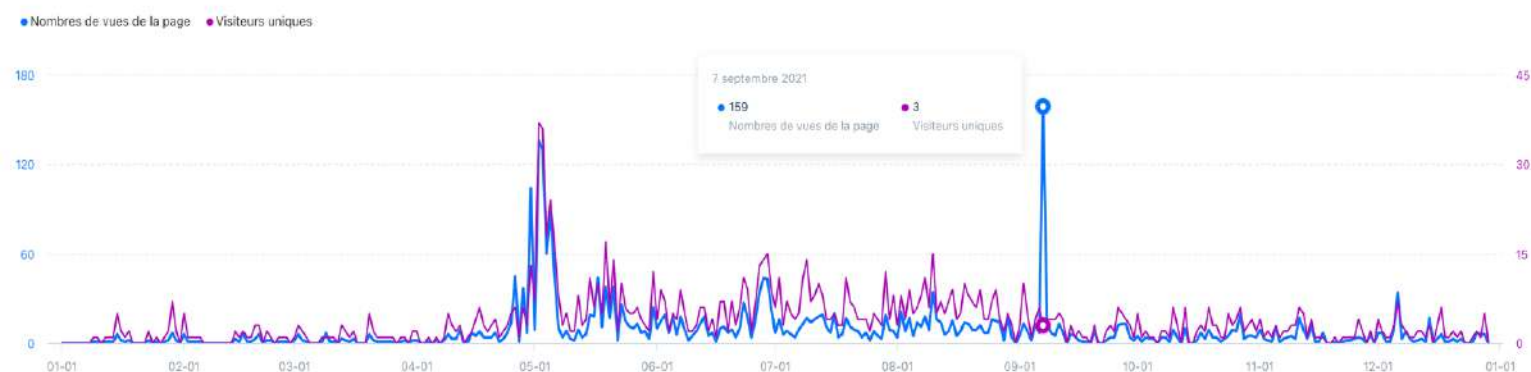 Nombres de vues de la page Visiteurs uniques
7 septembre 2021
159 3
Nombres de vues de la page Visiteurs uniques
180 45
120 30
60 15
0 0
01-01 02-01 03-01 04-01 05-01 06-01 07-01 08-01 09-01 10-01 11-01 12-01 01-01